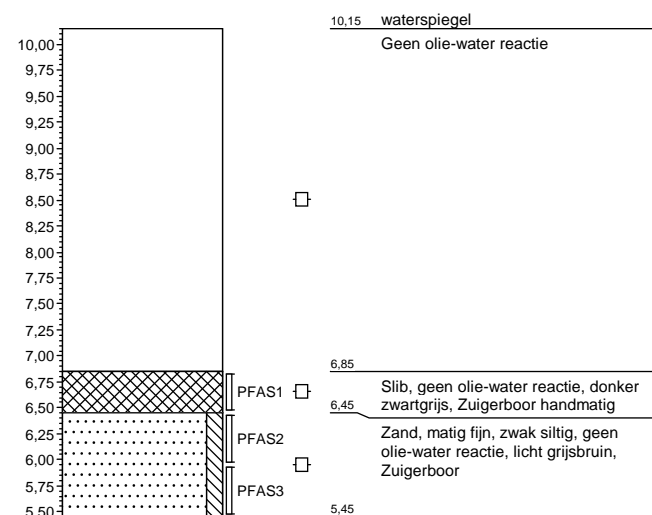 10,15 waterspiegel
10,00
Geen olie-water reactie
9,75
9,50
9,25
9,00
8,75
8,50
8,25
8,00
7,75
7,50
7,25
7,00
6,85
6,75
PFAS1
Slib, geen olie-water reactie, donker
zwartgrijs, Zuigerboor handmatig
6,50
6,45
6,25
PFAS2
Zand, matig fijn, zwak siltig, geen
olie-water reactie, licht grijsbruin,
Zuigerboor
6,00
5,75
PFAS3
5,50
5,45